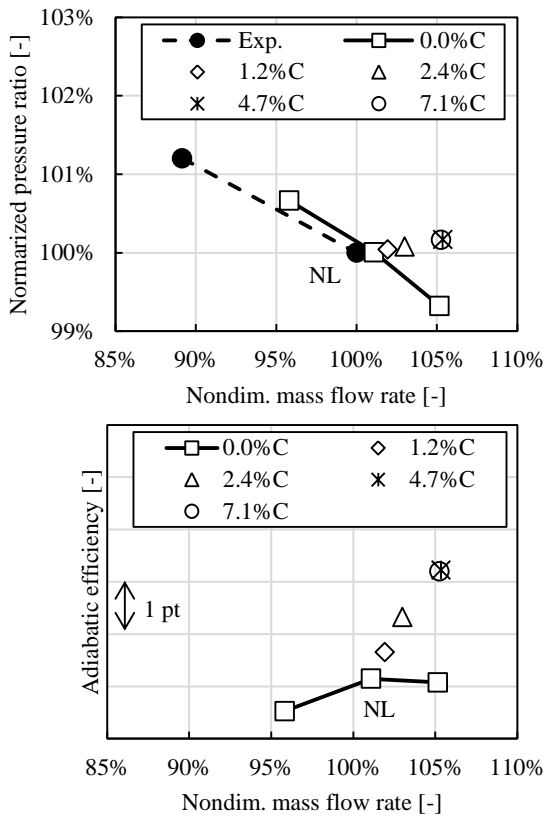 103%
102%
101%
100%
99%
Normarized pressure ratio [-]
Exp. 0.0%C
1.2%C 2.4%C
4.7%C 7.1%C
NL
85% 90% 95% 100% 105% 110%
Nondim. mass flow rate [-]
Adiabatic efficiency [-]
0.0%C 1.2%C
2.4%C 4.7%C
7.1%C
1 pt
NL
85% 90% 95% 100% 105% 110%
Nondim. mass flow rate [-]